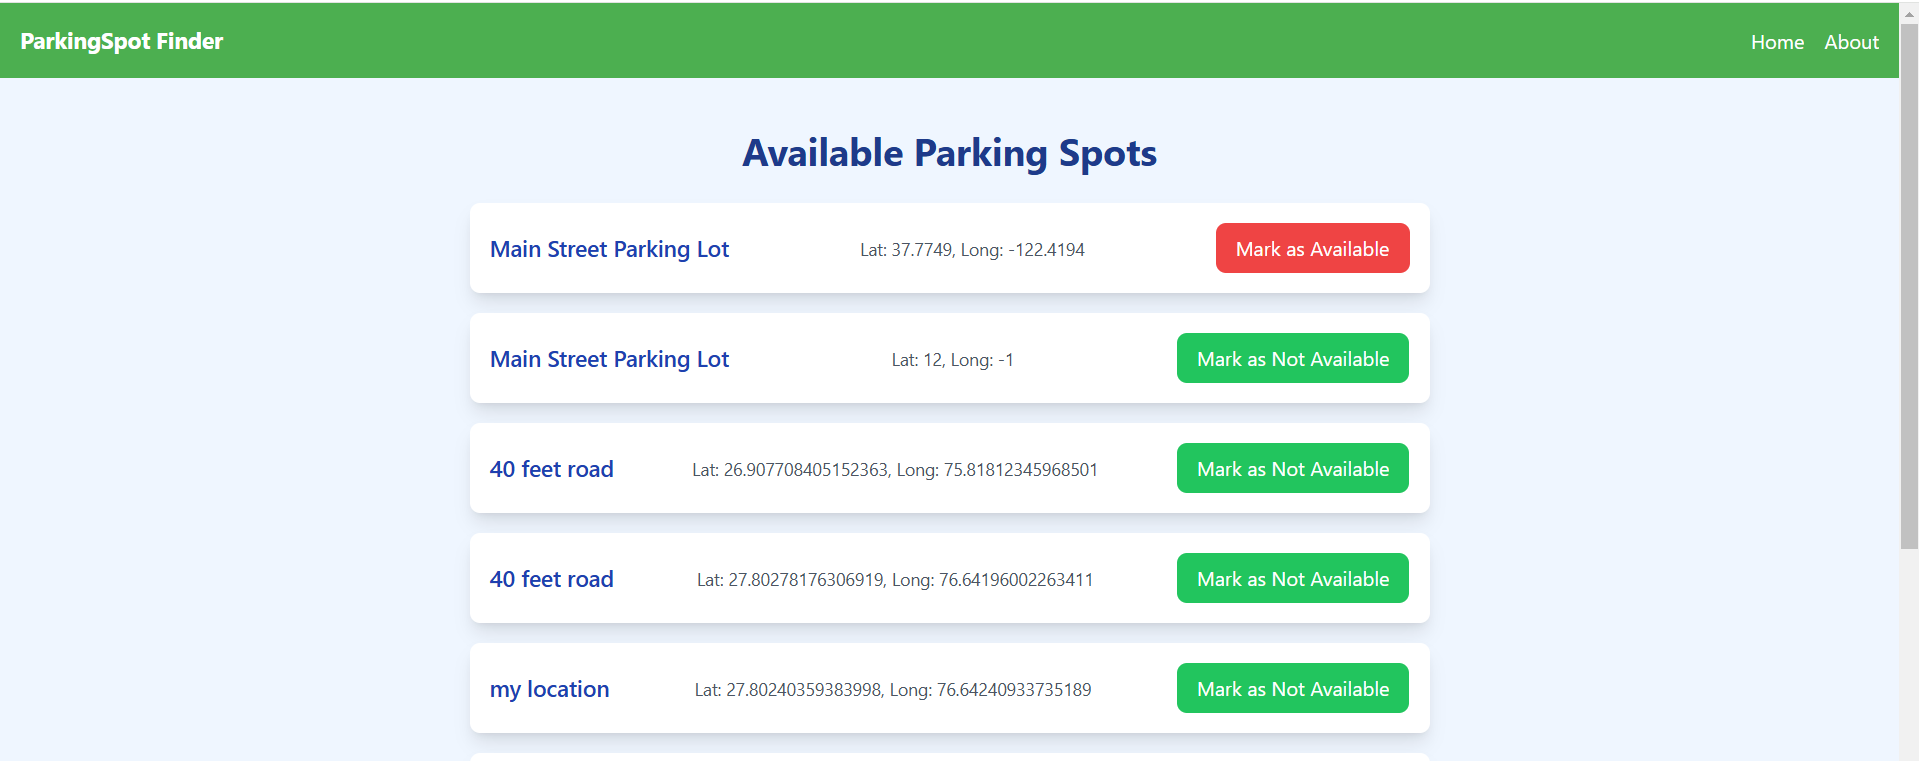 ParkingSpot Finder
Home About
Available Parking Spots
Main Street Parking Lot Lat: 37.7749, Long: -122.4194 Mark as Available
Main Street Parking Lot Lat: 12, Long: -1 Mark as Not Available
40 feet road Lat: 26.907708405152363, Long: 75.81812345968501 Mark as Not Available
40 feet road Lat: 27.80278176306919, Long: 76.64196002263411 Mark as Not Available
my location Lat: 27.80240359383998, Long: 76.64240933735189 Mark as Not Available